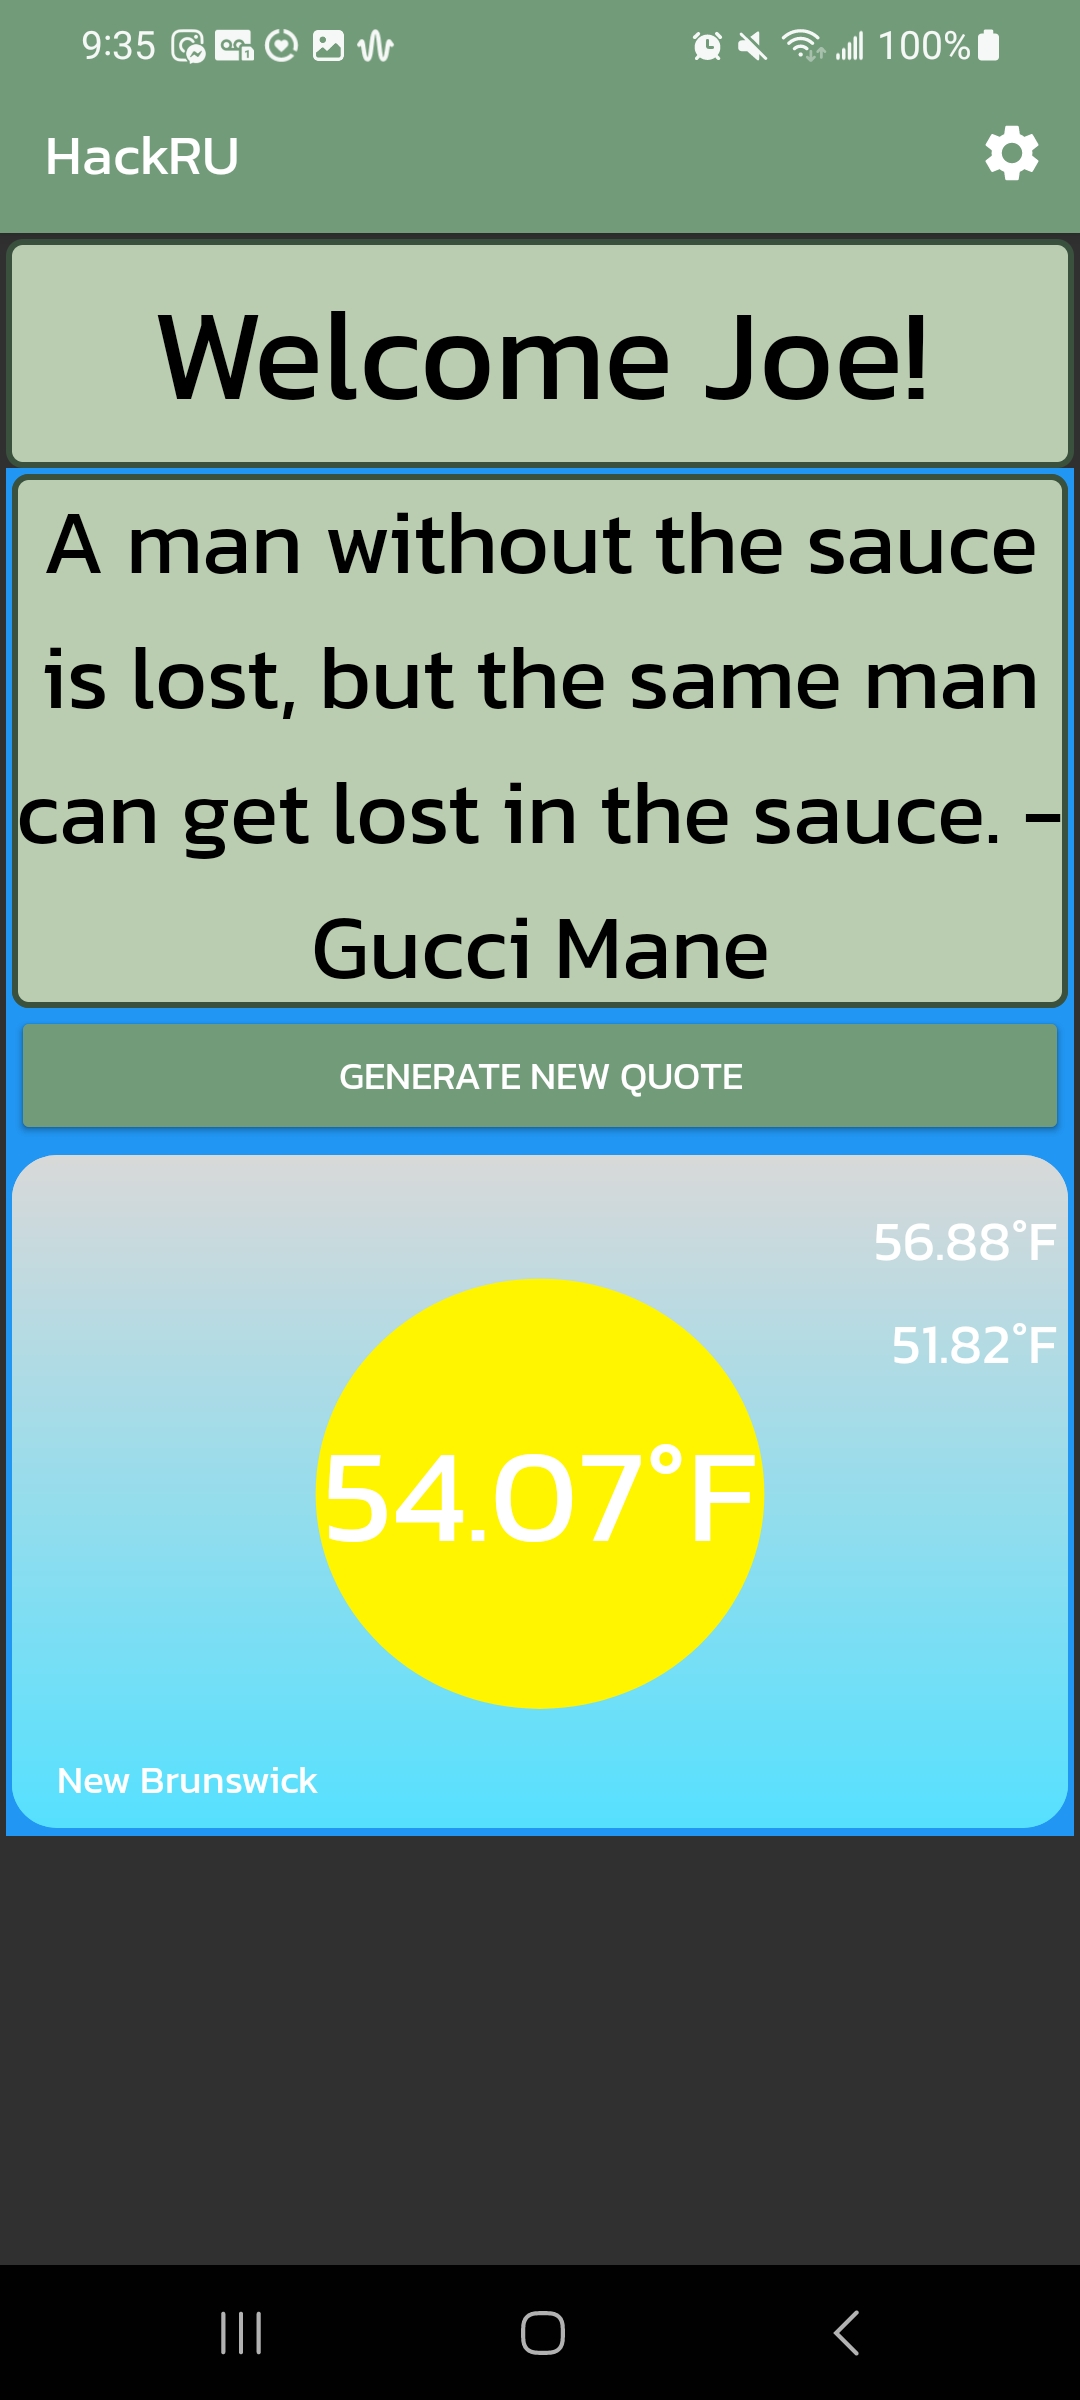 9:35
100%
HackRU
Welcome Joe!
A man without the sauce
is lost, but the same man
can get lost in the sauce. -
Gucci Mane
GENERATE NEW QUOTE
56.88°F
51.82°F
54.07°F
New Brunswick